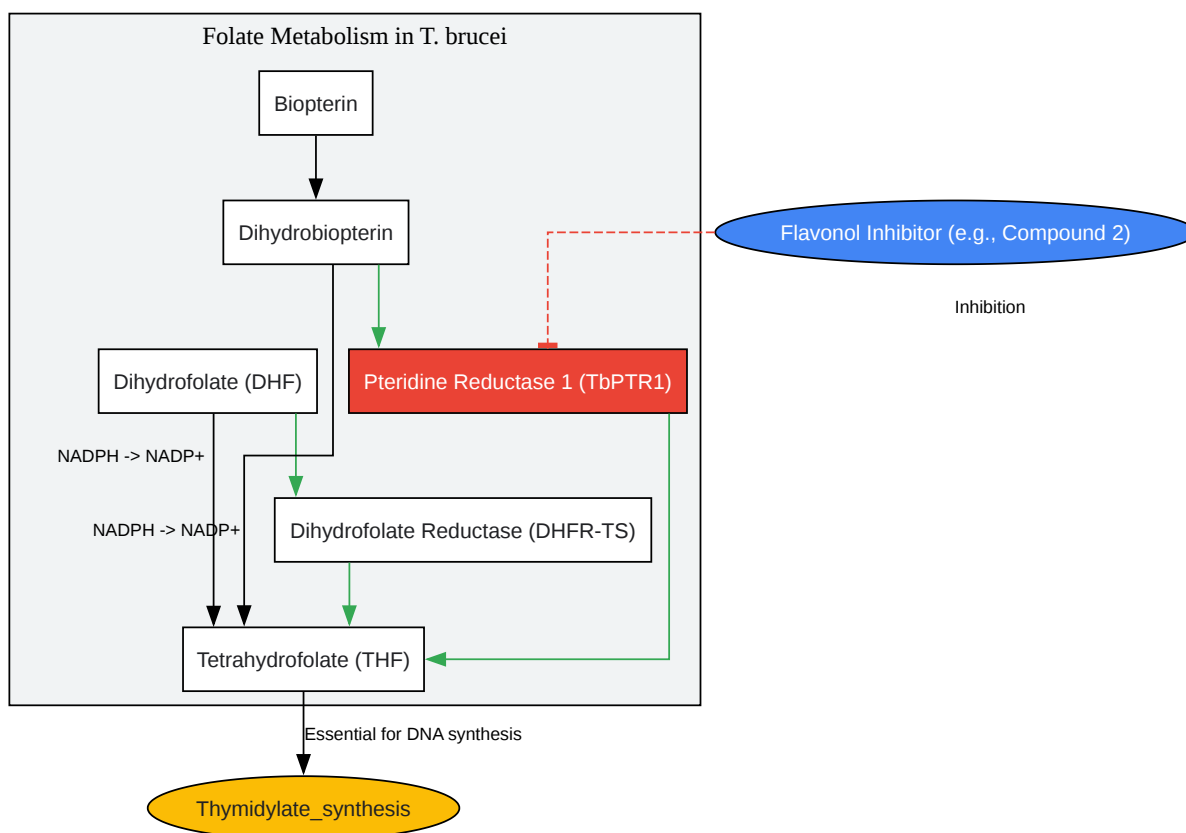 Folate Metabolism in T. brucei
Biopterin
Dihydrobiopterin
Flavonol Inhibitor (e.g., Compound 2)
Inhibition
Dihydrofolate (DHF)
Pteridine Reductase 1 (TbPTR1)
NADPH -> NADP+
NADPH -> NADP+
Dihydrofolate Reductase (DHFR-TS)
Tetrahydrofolate (THF)
Essential for DNA synthesis
Thymidylate_synthesis